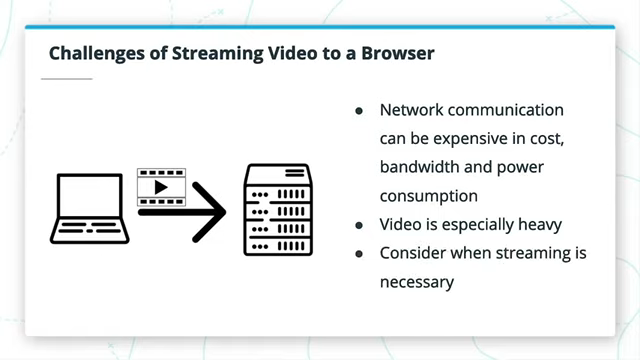 Challenges of Streaming Video to a Browser
● Network communication
can be expensive in cost,
bandwidth and power
consumption
● Video is especially heavy
● Consider when streaming is
necessary